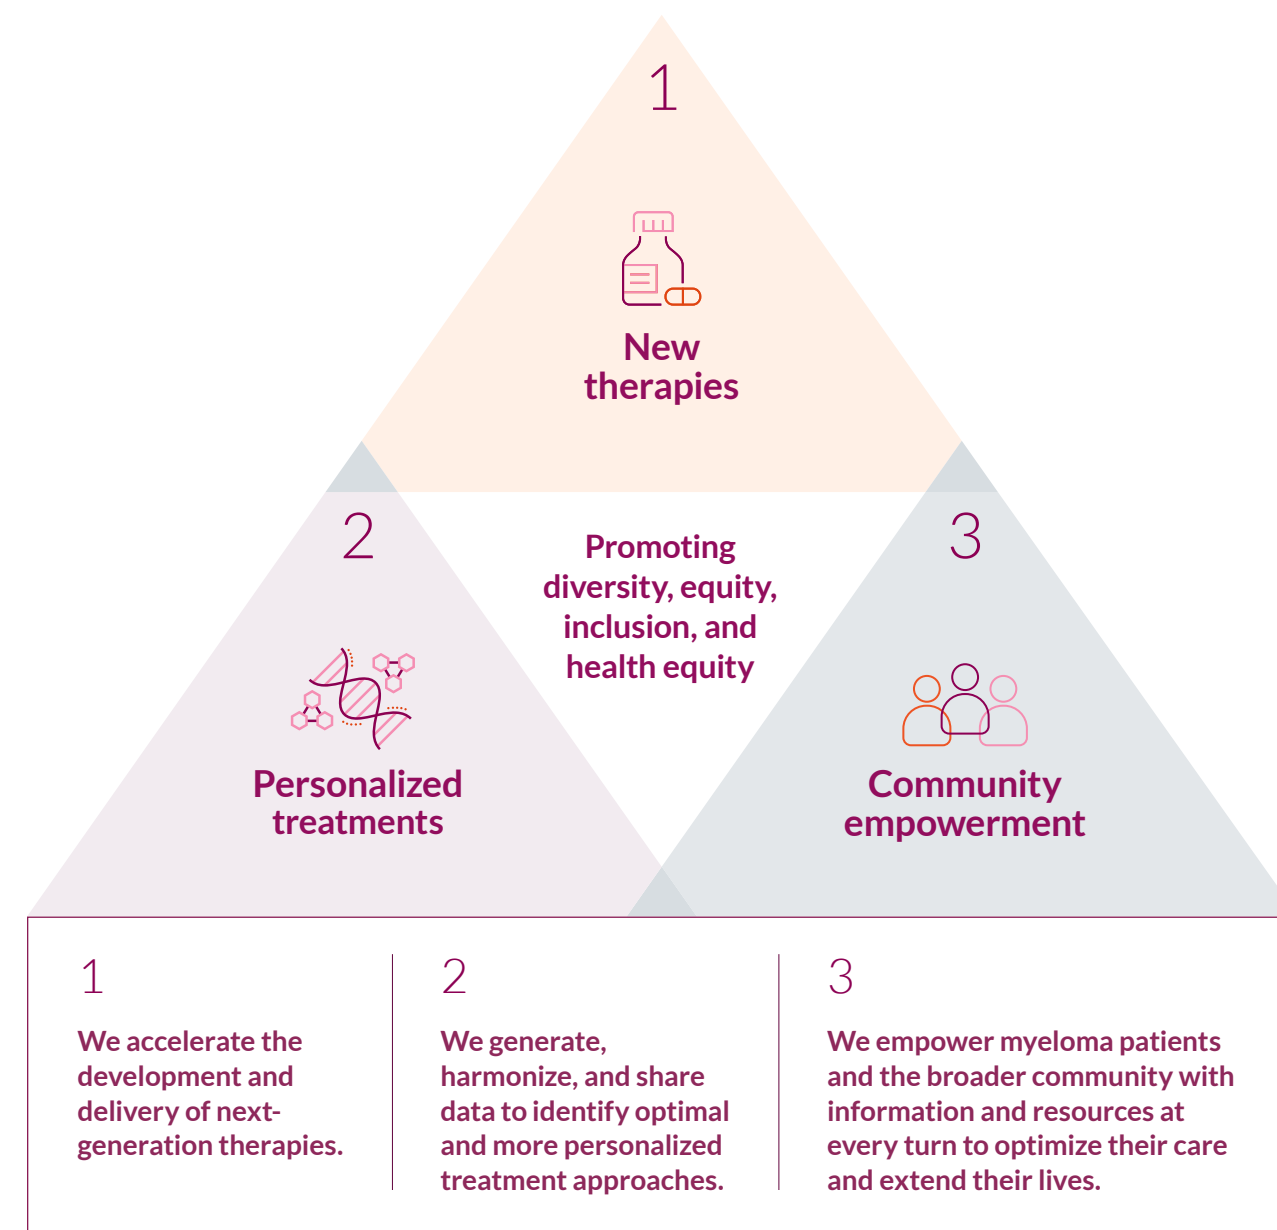 1
New
therapies
2
Personalized
treatments
Promoting
diversity, equity,
inclusion, and
health equity
3
Community
empowerment
1
We accelerate the
development and
delivery of next-
generation therapies.
2
We generate,
harmonize, and share
data to identify optimal
and more personalized
treatment approaches.
3
We empower myeloma patients
and the broader community with
information and resources at
every turn to optimize their care
and extend their lives.